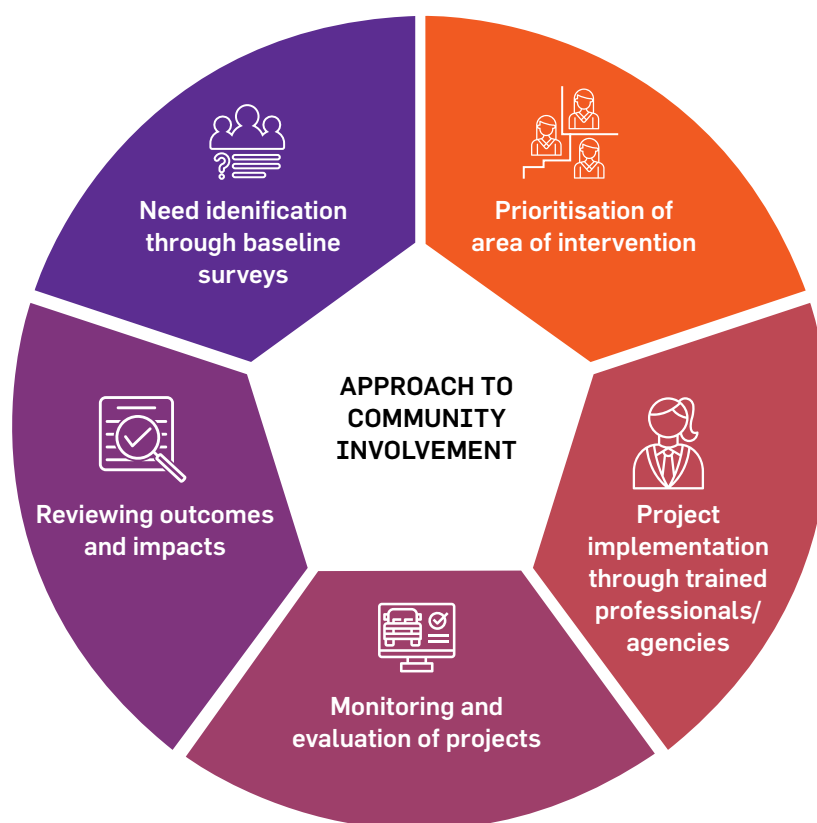 Need idenification
through baseline
surveys
Prioritisation of
area of intervention
APPROACH TO
COMMUNITY
INVOLVEMENT
Project
implementation
through trained
professionals/
agencies
Monitoring and
evaluation of projects
Reviewing outcomes
and impacts